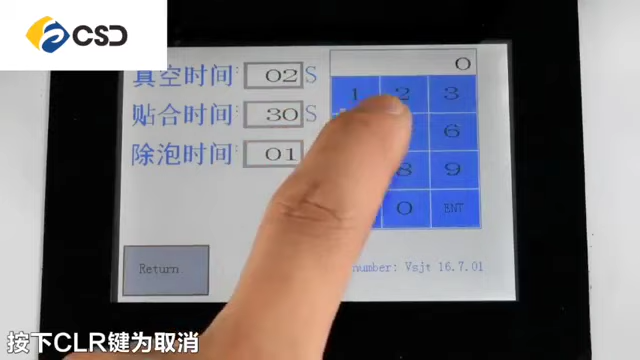 CSD
真空时间: 02 S
贴合时间: 30 S
除泡时间: 01
0
1 2 3
6
8 9
0 ENT
Return
number: Vsjt 16.7.01
按下CLR键为取消